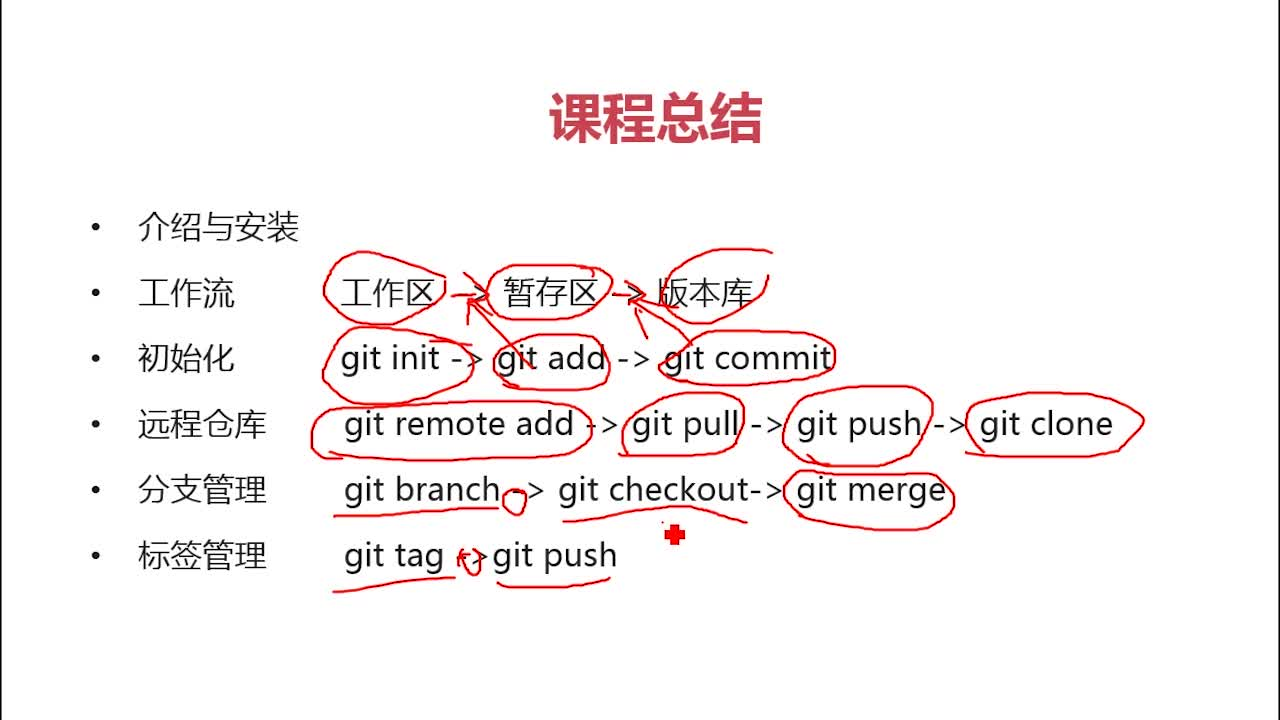 课程总结
• 介绍与安装
• 工作流 工作区 -> 暂存区 -> 版本库
• 初始化 git init -> git add -> git commit
• 远程仓库 git remote add -> git pull -> git push -> git clone
• 分支管理 git branch -> git checkout-> git merge
• 标签管理 git tag ->git push